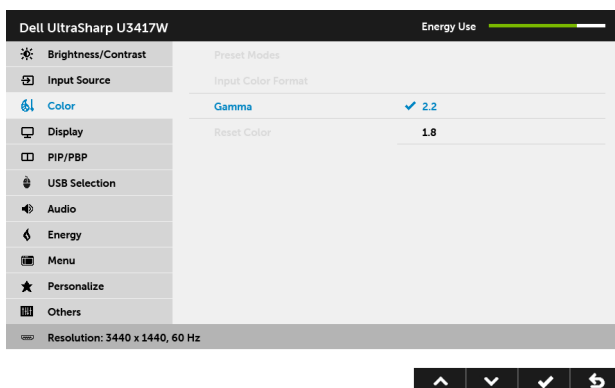 Dell UltraSharp U3417W Energy Use
Brightness/Contrast Preset Modes
Input Source Input Color Format
Color Gamma 2.2
Display Reset Color 1.8
PIP/PBP
USB Selection
Audio
Energy
Menu
Personalize
Others
Resolution: 3440 x 1440, 60 Hz